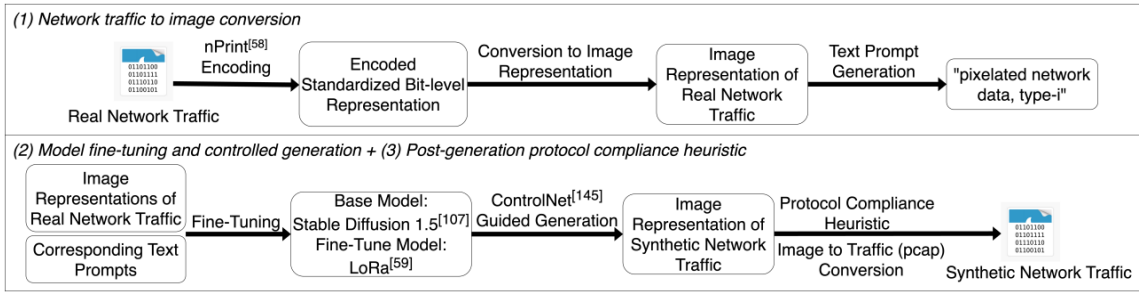 (1) Network traffic to image conversion
nPrint[58]
Encoding
01101100
01101111
01110110
01100101
Real Network Traffic
Encoded
Standardized Bit-level
Representation
Conversion to Image
Representation
Image
Representation of
Real Network
Traffic
Text Prompt
Generation
"pixelated network
data, type-i"
(2) Model fine-tuning and controlled generation + (3) Post-generation protocol compliance heuristic
Image
Representations of
Real Network Traffic
Corresponding Text
Prompts
Fine-Tuning
Base Model:
Stable Diffusion 1.5[107]
Fine-Tune Model:
LoRa[59]
ControlNet[145]
Guided Generation
Image
Representation of
Synthetic Network
Traffic
Protocol Compliance
Heuristic
Image to Traffic (pcap)
Conversion
01101100
01101111
01110110
01100101
Synthetic Network Traffic